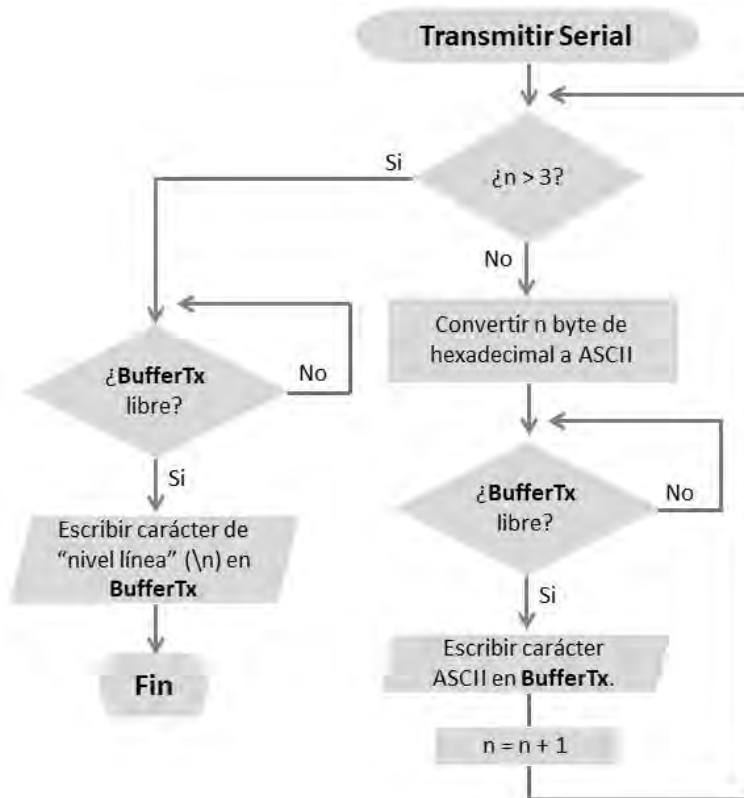 Transmitir Serial
¿n > 3?
Si
No
Convertir n byte de
hexadecimal a ASCII
¿BufferTx
libre?
No
Si
Escribir carácter
ASCII en BufferTx.
n = n + 1
¿BufferTx
libre?
No
Si
Escribir carácter de
“nivel línea” (\n) en
BufferTx
Fin